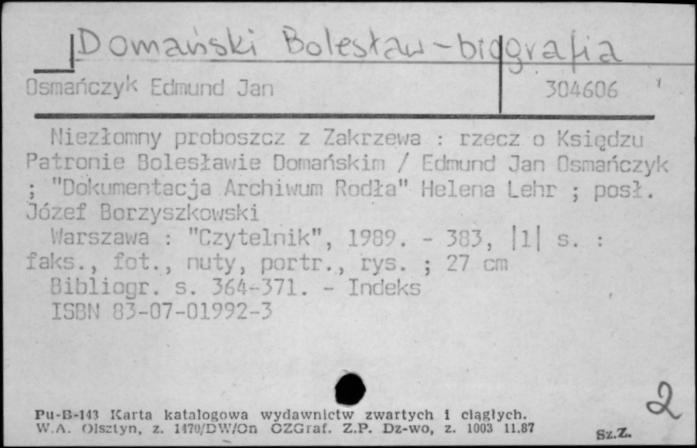 Domański Bolesław - biografia
Osmańczyk Edmund Jan 304606
Niezłomny proboszcz z Zakrzewa : rzecz o Księdzu
Patronie Bolesławie Domańskim / Edmund Jan Osmańczyk
; "Dokumentacja Archiwum Rodła" Helena Lehr ; posł.
Józef Borzyszkowski
Warszawa : "Czytelnik", 1989. - 383, |1| s. :
faks., fot., nuty, portr., rys. ; 27 cm
Bibliogr. s. 364-371. - Indeks
ISBN 83-07-01992-3
2
Pu-B-143 Karta katalogowa wydawnictw zwartych i ciągłych.
W.A. Olsztyn, z. 1470/DW/On CZGraf. Z.P. Dz-wo, z. 1003 11.87
Sz.Z.